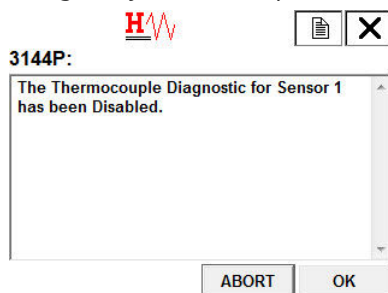 H
3144P:
The Thermocouple Diagnostic for Sensor 1
has been Disabled.
ABORT OK